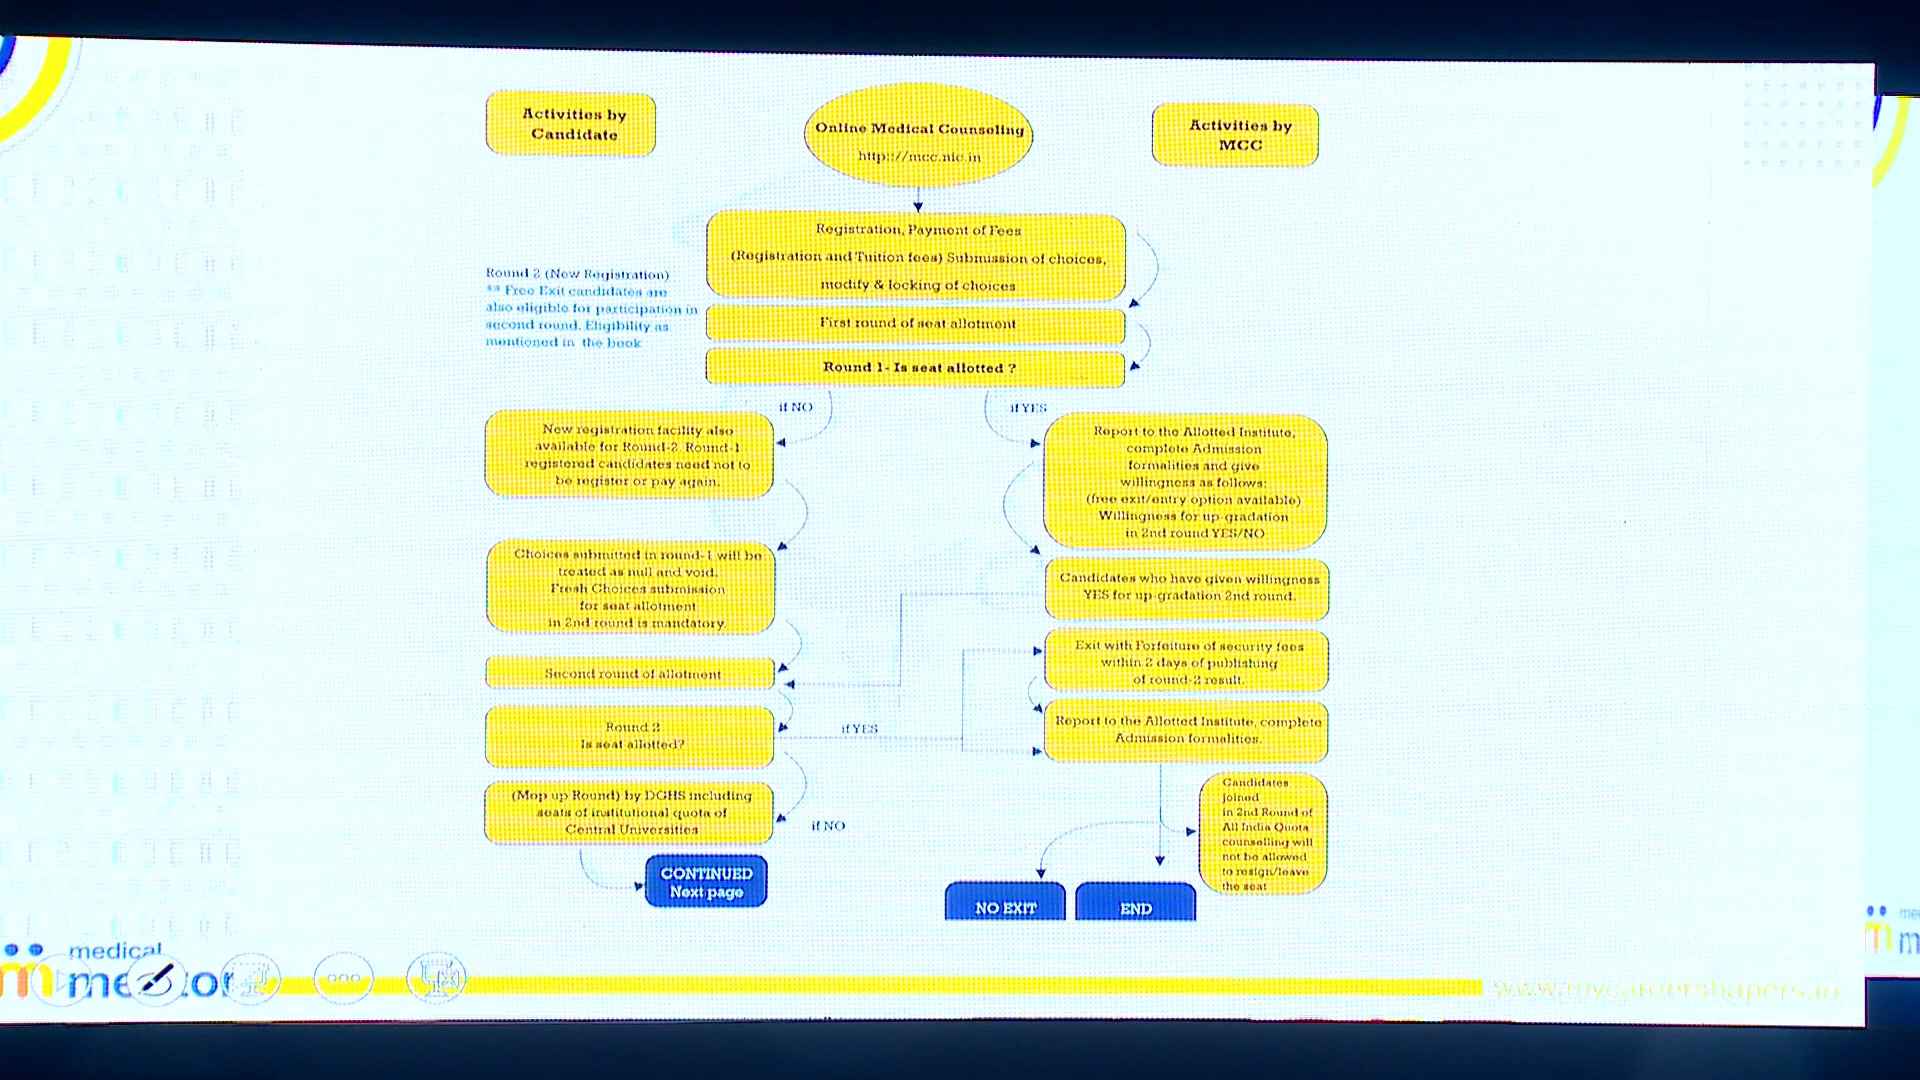 Activities by
Candidate
Online Medical Counseling
http://mcc.nic.in
Activities by
MCC
Registration, Payment of Fees
(Registration and Tuition fees) Submission of choices,
modify & locking of choices
Round 2 (New Registration)
** Free Exit candidates are
also eligible for participation in
second round. Eligibility as
mentioned in the book
First round of seat allotment
Round 1- Is seat allotted ?
if NO
if YES
New registration facility also
available for Round-2. Round-1
registered candidates need not to
be register or pay again.
Report to the Allotted Institute,
complete Admission
formalities and give
willingness as follows:
(free exit/entry option available)
Willingness for up-gradation
in 2nd round YES/NO
Choices submitted in round-1 will be
treated as null and void.
Fresh Choices submission
for seat allotment
in 2nd round is mandatory.
Candidates who have given willingness
YES for up-gradation 2nd round.
Second round of allotment
Exit with Forfeiture of security fees
within 2 days of publishing
of round-2 result.
Round 2
Is seat allotted?
if YES
Report to the Allotted Institute, complete
Admission formalities.
(Mop up Round) by DGHS including
seats of institutional quota of
Central Universities
if NO
Candidates
joined
in 2nd Round of
All India Quota
counselling will
not be allowed
to resign/leave
the seat
CONTINUED
Next page
NO EXIT
END
medical
mentor
www.mycareershapers.in